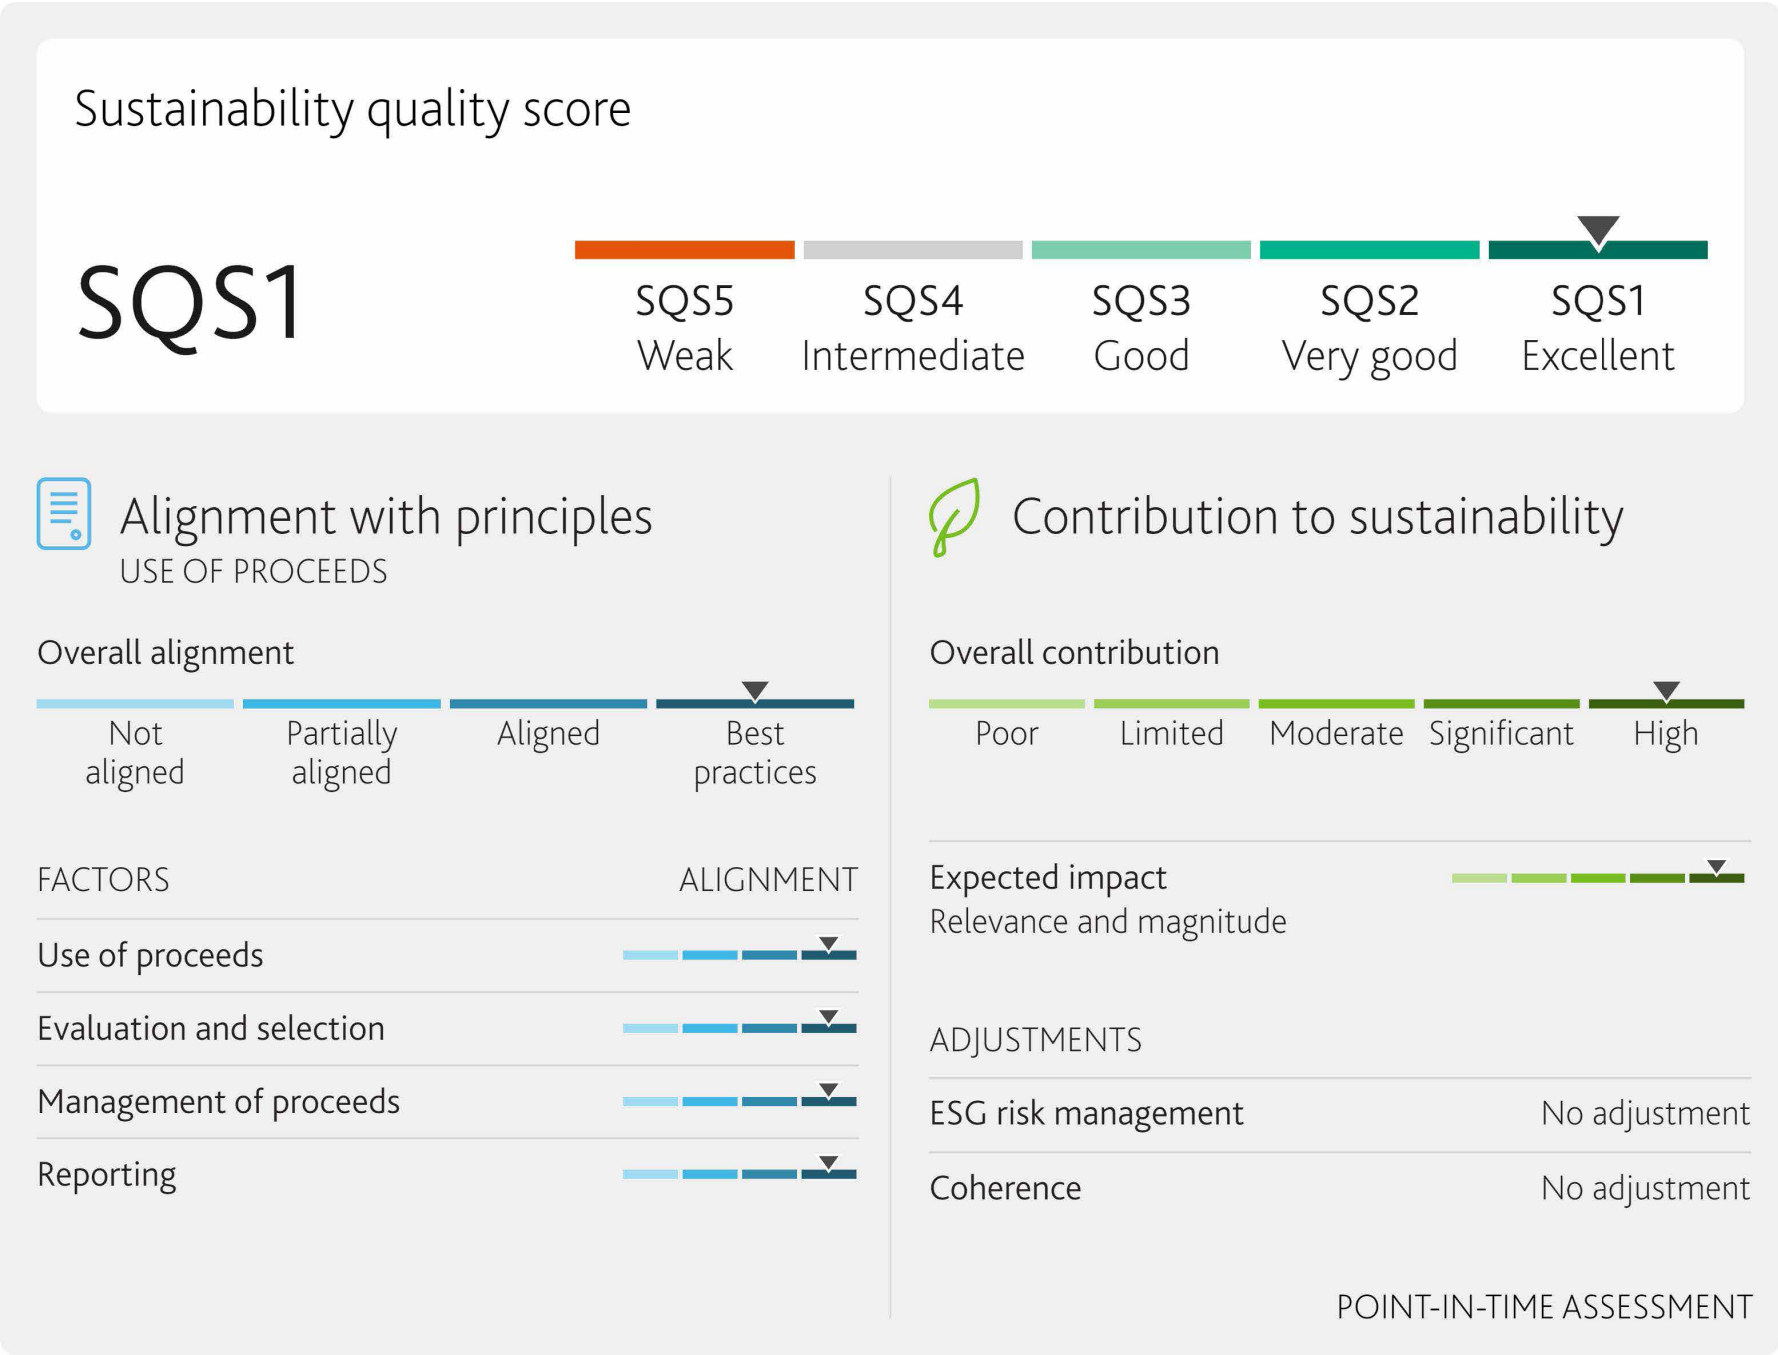 Sustainability quality score
SQS1
SQS5 SQS4 SQS3 SQS2 SQS1
Weak Intermediate Good Very good Excellent
Alignment with principles
USE OF PROCEEDS
Overall alignment
Not aligned
Partially aligned
Aligned
Best practices
FACTORS ALIGNMENT
Use of proceeds
Evaluation and selection
Management of proceeds
Reporting
Contribution to sustainability
Overall contribution
Poor Limited Moderate Significant High
Expected impact
Relevance and magnitude
ADJUSTMENTS
ESG risk management No adjustment
Coherence No adjustment
POINT-IN-TIME ASSESSMENT